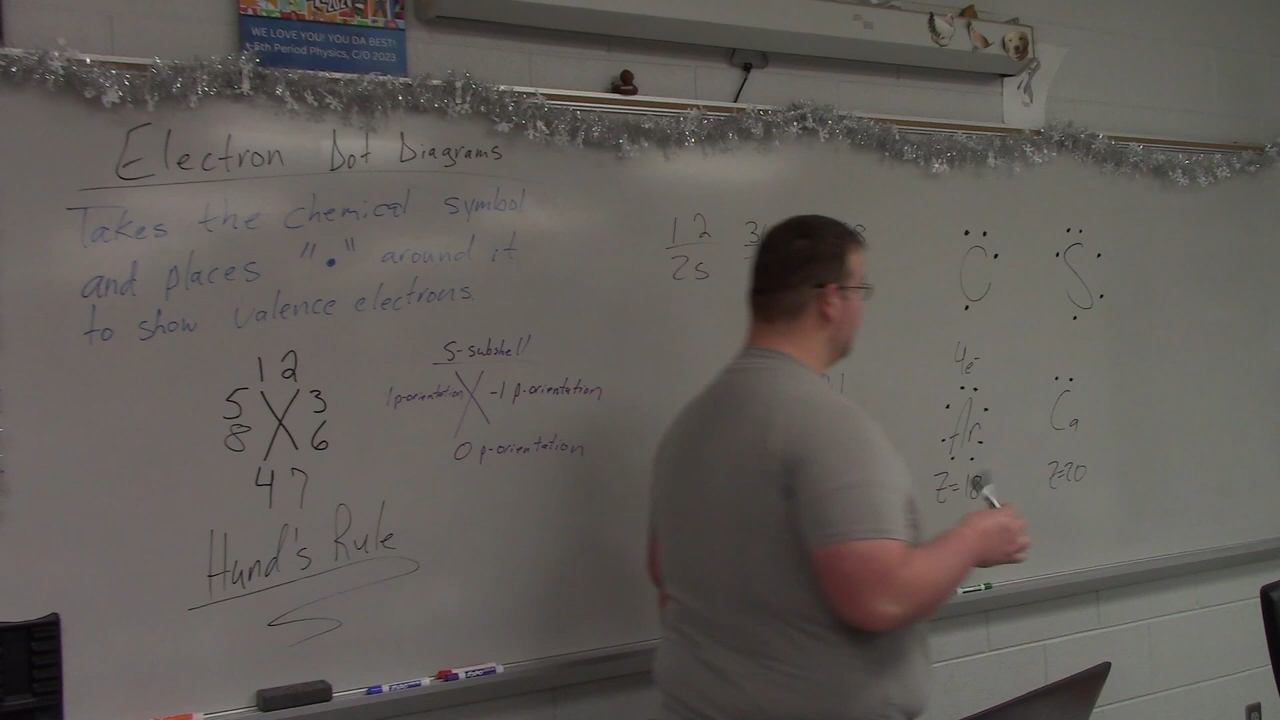 WE LOVE YOU! YOU DA BEST!
5th Period Physics, C/O 2023
Electron Dot Diagrams
Takes the chemical symbol
and places "•" around it
to show valence electrons.
1 2
5 X 3
8 6
4 7
S-subshell
1 p-orientation X -1 p-orientation
0 p-orientation
Hund's Rule
12
2s
C S
4e-
Ar Ca
Z=18 Z=20